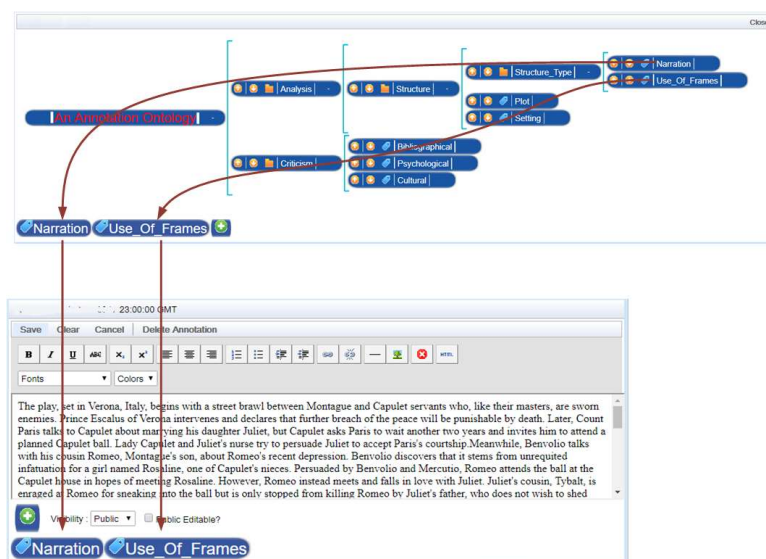 Close
Narration
Structure_Type
Use_Of_Frames
Analysis
Structure
Plot
An Annotation Ontology
Setting
Bibliographical
Criticism
Psychological
Cultural
Narration Use_Of_Frames
23:00:00 GMT
Save Clear Cancel Delete Annotation
B I U ABC X₂ X² HTML
Fonts Colors
The play, set in Verona, Italy, begins with a street brawl between Montague and Capulet servants who, like their masters, are sworn
enemies. Prince Escalus of Verona intervenes and declares that further breach of the peace will be punishable by death. Later, Count
Paris talks to Capulet about marrying his daughter Juliet, but Capulet asks Paris to wait another two years and invites him to attend a
planned Capulet ball. Lady Capulet and Juliet's nurse try to persuade Juliet to accept Paris's courtship.Meanwhile, Benvolio talks
with his cousin Romeo, Montague's son, about Romeo's recent depression. Benvolio discovers that it stems from unrequited
infatuation for a girl named Rosaline, one of Capulet's nieces. Persuaded by Benvolio and Mercutio, Romeo attends the ball at the
Capulet house in hopes of meeting Rosaline. However, Romeo instead meets and falls in love with Juliet. Juliet's cousin, Tybalt, is
enraged at Romeo for sneaking into the ball but is only stopped from killing Romeo by Juliet's father, who does not wish to shed
Visibility : Public Public Editable?
Narration Use_Of_Frames